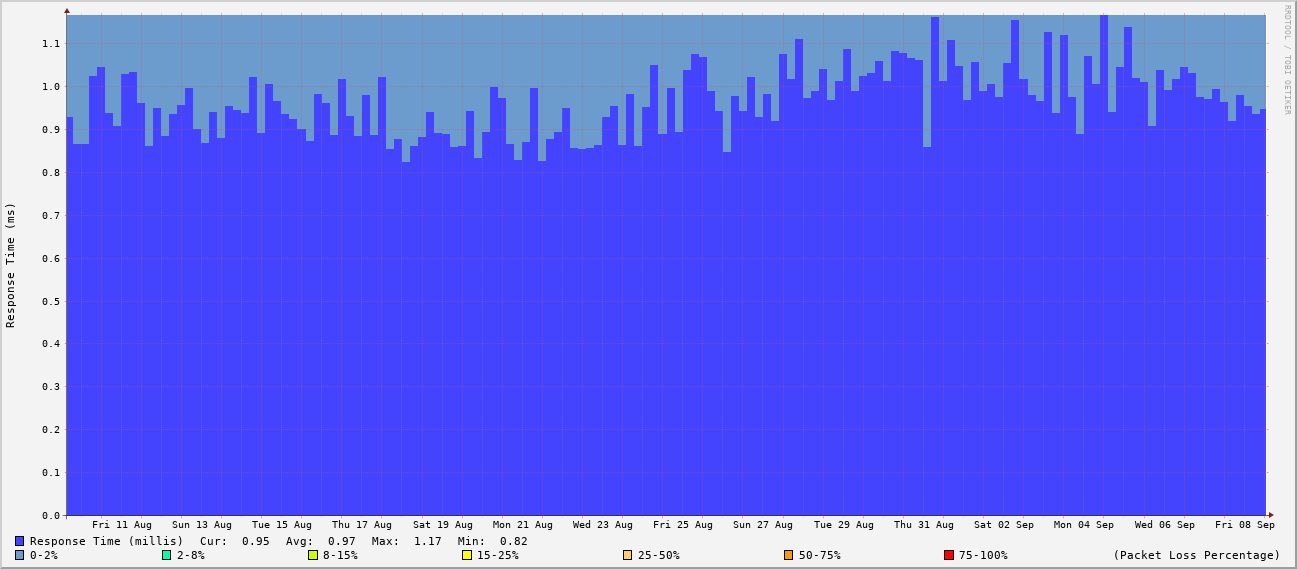 RRDTOOL / TOBI OETIKER
Response Time (ms)
1.1
1.0
0.9
0.8
0.7
0.6
0.5
0.4
0.3
0.2
0.1
0.0
Fri 11 Aug Sun 13 Aug Tue 15 Aug Thu 17 Aug Sat 19 Aug Mon 21 Aug Wed 23 Aug Fri 25 Aug Sun 27 Aug Tue 29 Aug Thu 31 Aug Sat 02 Sep Mon 04 Sep Wed 06 Sep Fri 08 Sep
Response Time (millis) Cur: 0.95 Avg: 0.97 Max: 1.17 Min: 0.82
0-2% 2-8% 8-15% 15-25% 25-50% 50-75% 75-100% (Packet Loss Percentage)